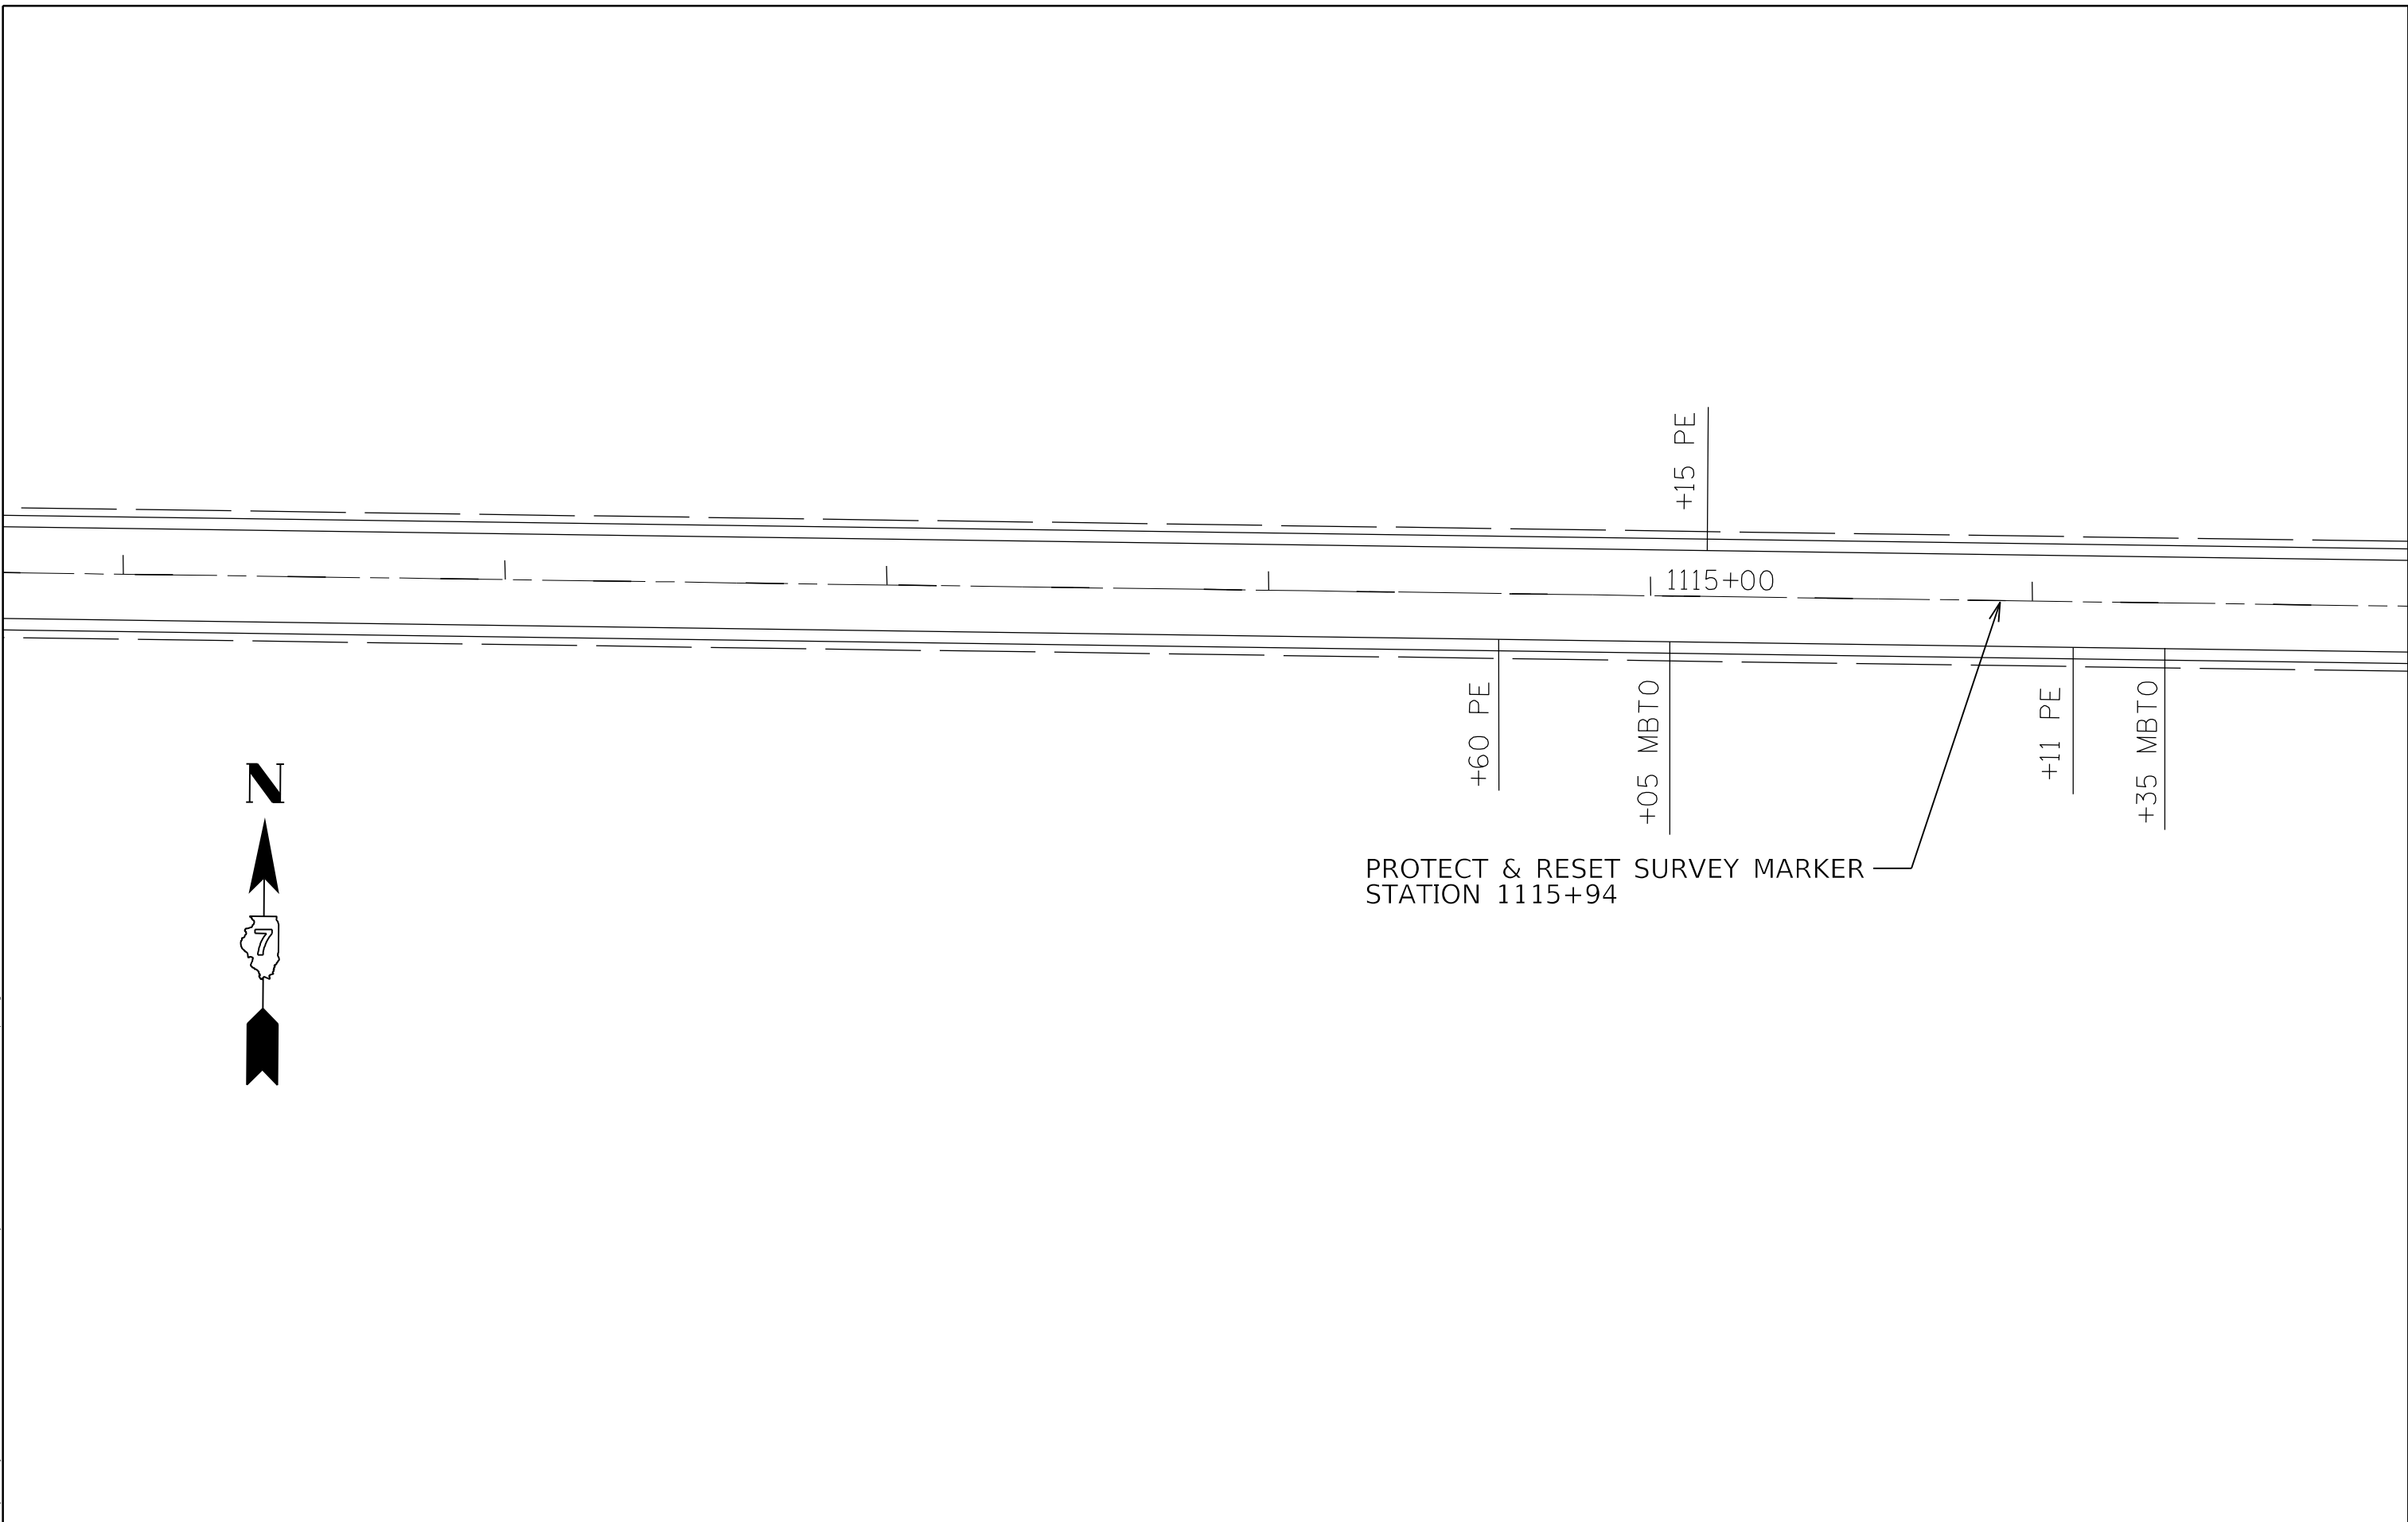 +15 PE
1115+00
+60 PE
+05 MBTO
+11 PE
+35 MBTO
N
PROTECT & RESET SURVEY MARKER
STATION 1115+94
7